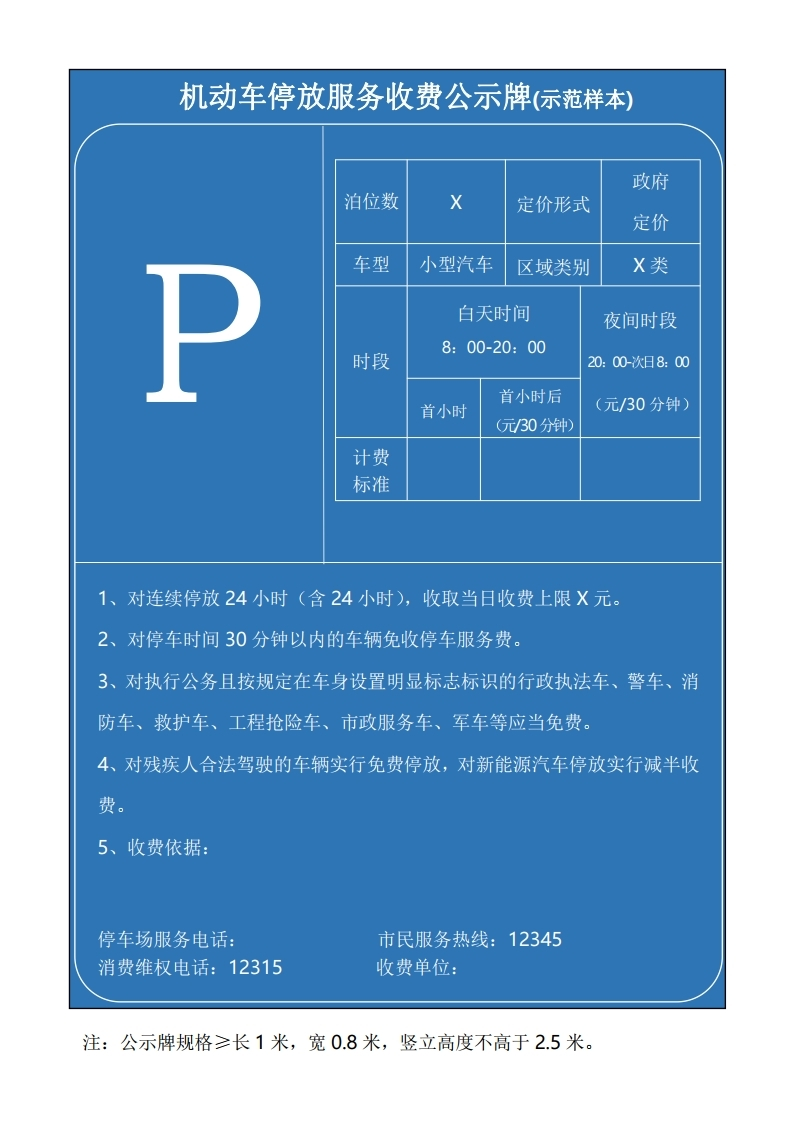 机动车停放服务收费公示牌(示范样本)
P
泊位数 X 定价形式 政府
定价
车型 小型汽车 区域类别 X 类
时段 白天时间
8：00-20：00
夜间时段
20：00-次日8：00
（元/30 分钟）
首小时 首小时后
（元/30 分钟）
计费
标准
1、对连续停放 24 小时（含 24 小时），收取当日收费上限 X 元。
2、对停车时间 30 分钟以内的车辆免收停车服务费。
3、对执行公务且按规定在车身设置明显标志标识的行政执法车、警车、消
防车、救护车、工程抢险车、市政服务车、军车等应当免费。
4、对残疾人合法驾驶的车辆实行免费停放，对新能源汽车停放实行减半收
费。
5、收费依据：
停车场服务电话： 市民服务热线：12345
消费维权电话：12315 收费单位：
注：公示牌规格≥长 1 米，宽 0.8 米，竖立高度不高于 2.5 米。